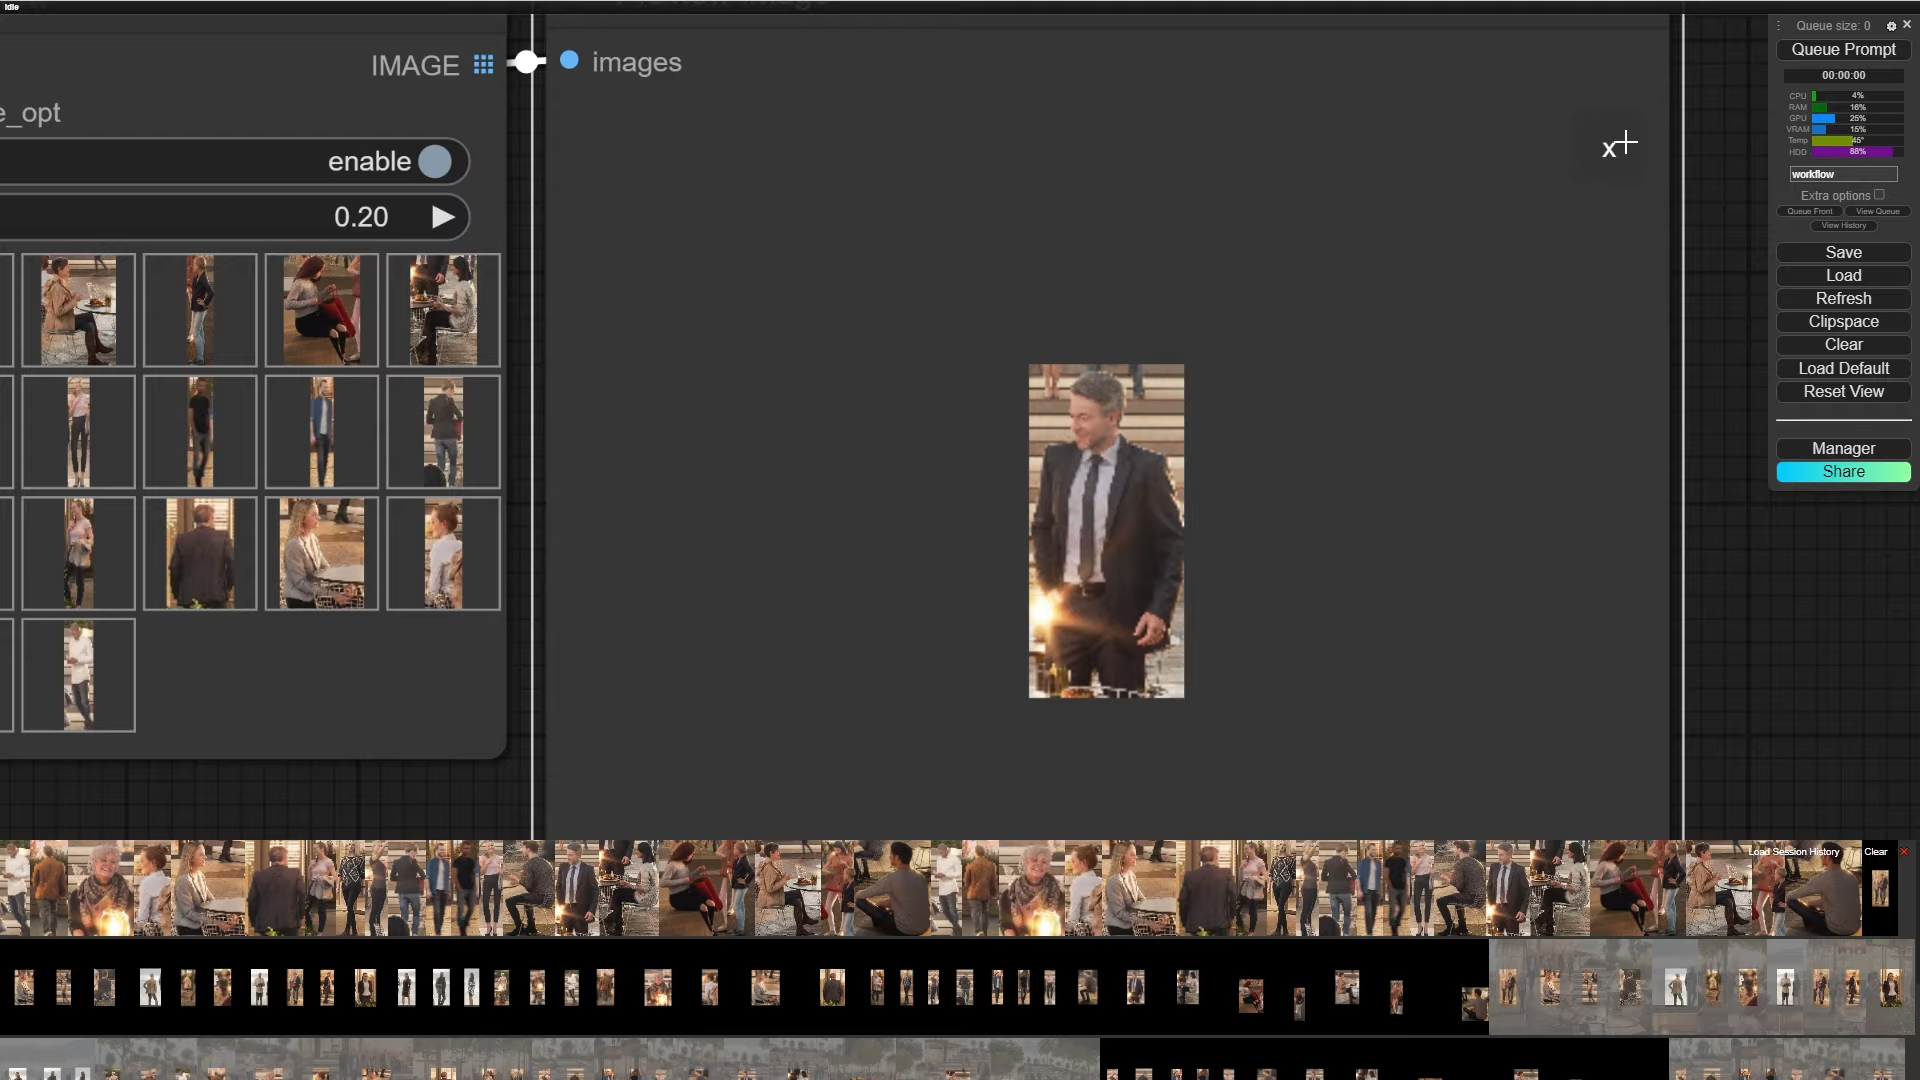 Idle
IMAGE
images
e_opt
enable
0.20
x
Queue size: 0
Queue Prompt
00:00:00
CPU 4%
RAM 16%
GPU 25%
VRAM 15%
Temp 45°
HDD 88%
workflow
Extra options
Queue Front View Queue
View History
Save
Load
Refresh
Clipspace
Clear
Load Default
Reset View
Manager
Share
Load Session History Clear